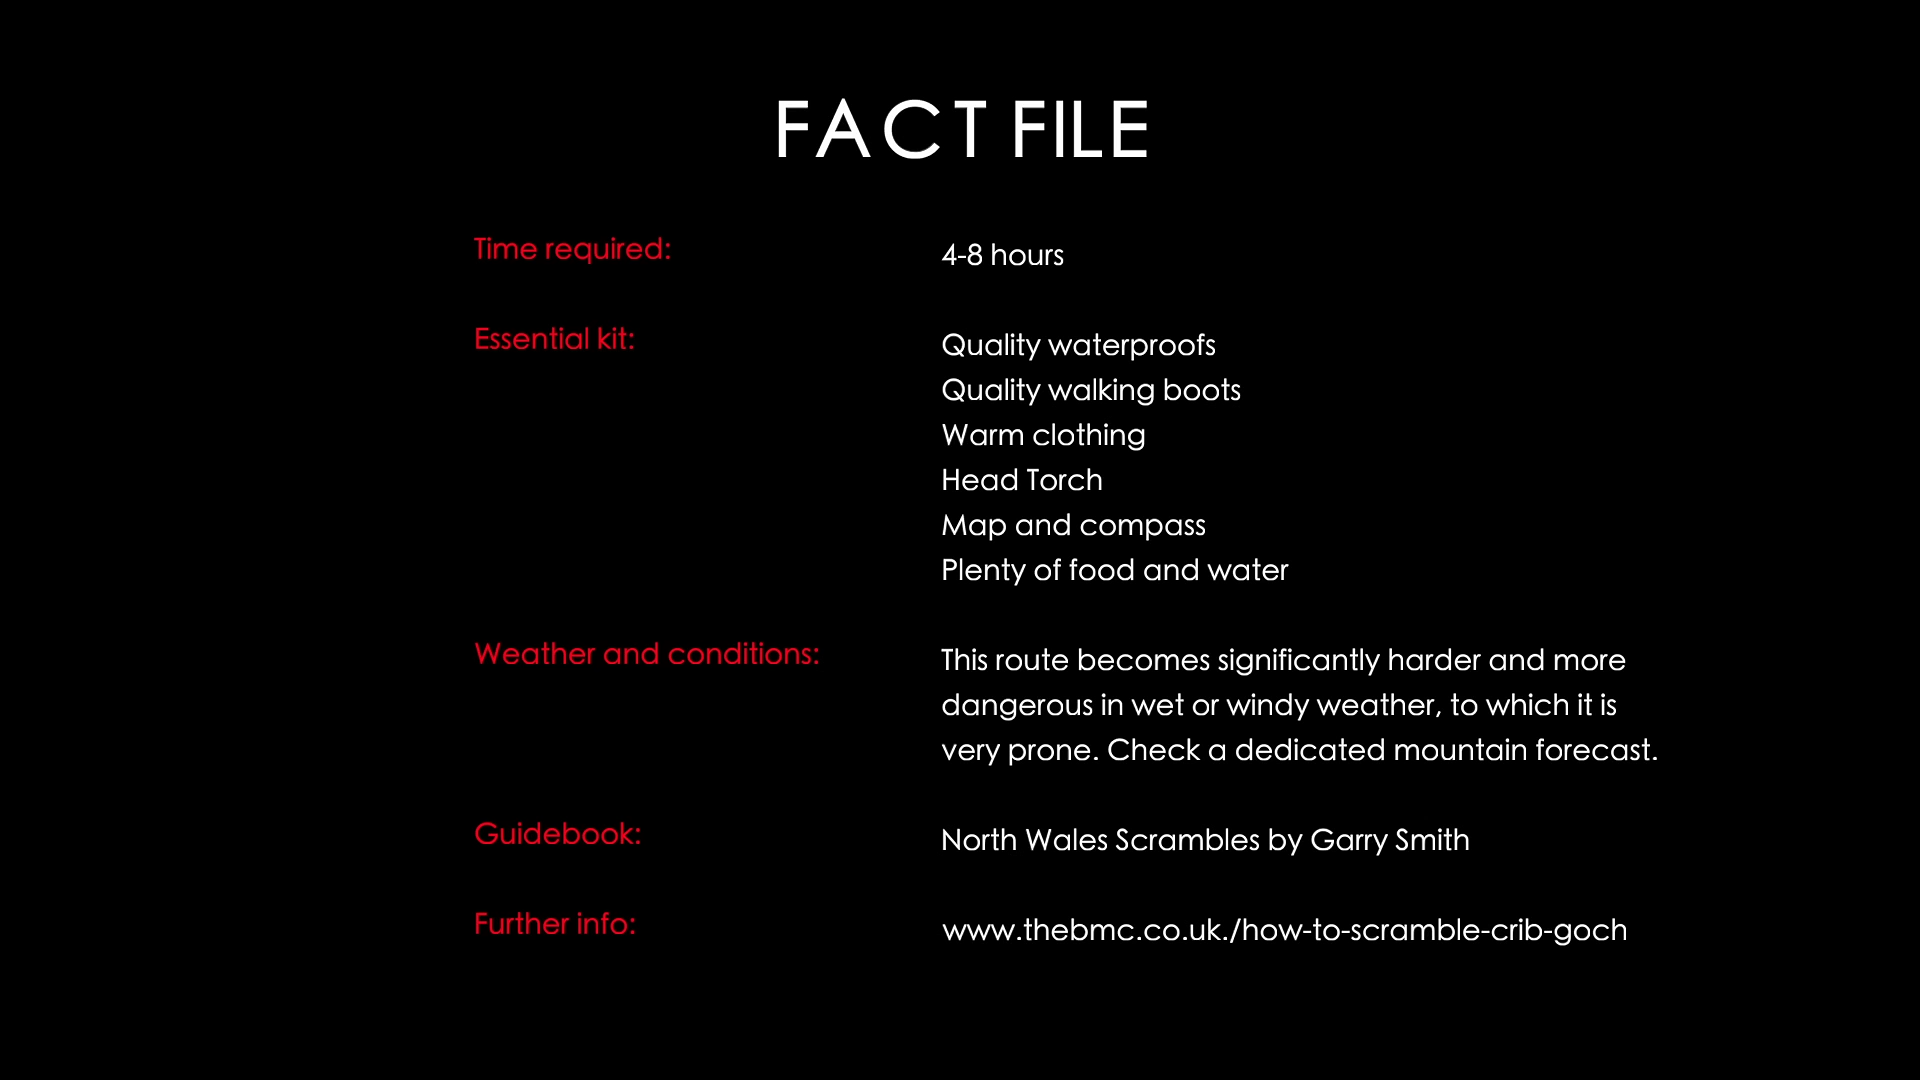 FACT FILE
Time required:
4-8 hours
Essential kit:
Quality waterproofs
Quality walking boots
Warm clothing
Head Torch
Map and compass
Plenty of food and water
Weather and conditions:
This route becomes significantly harder and more
dangerous in wet or windy weather, to which it is
very prone. Check a dedicated mountain forecast.
Guidebook:
North Wales Scrambles by Garry Smith
Further info:
www.thebmc.co.uk./how-to-scramble-crib-goch